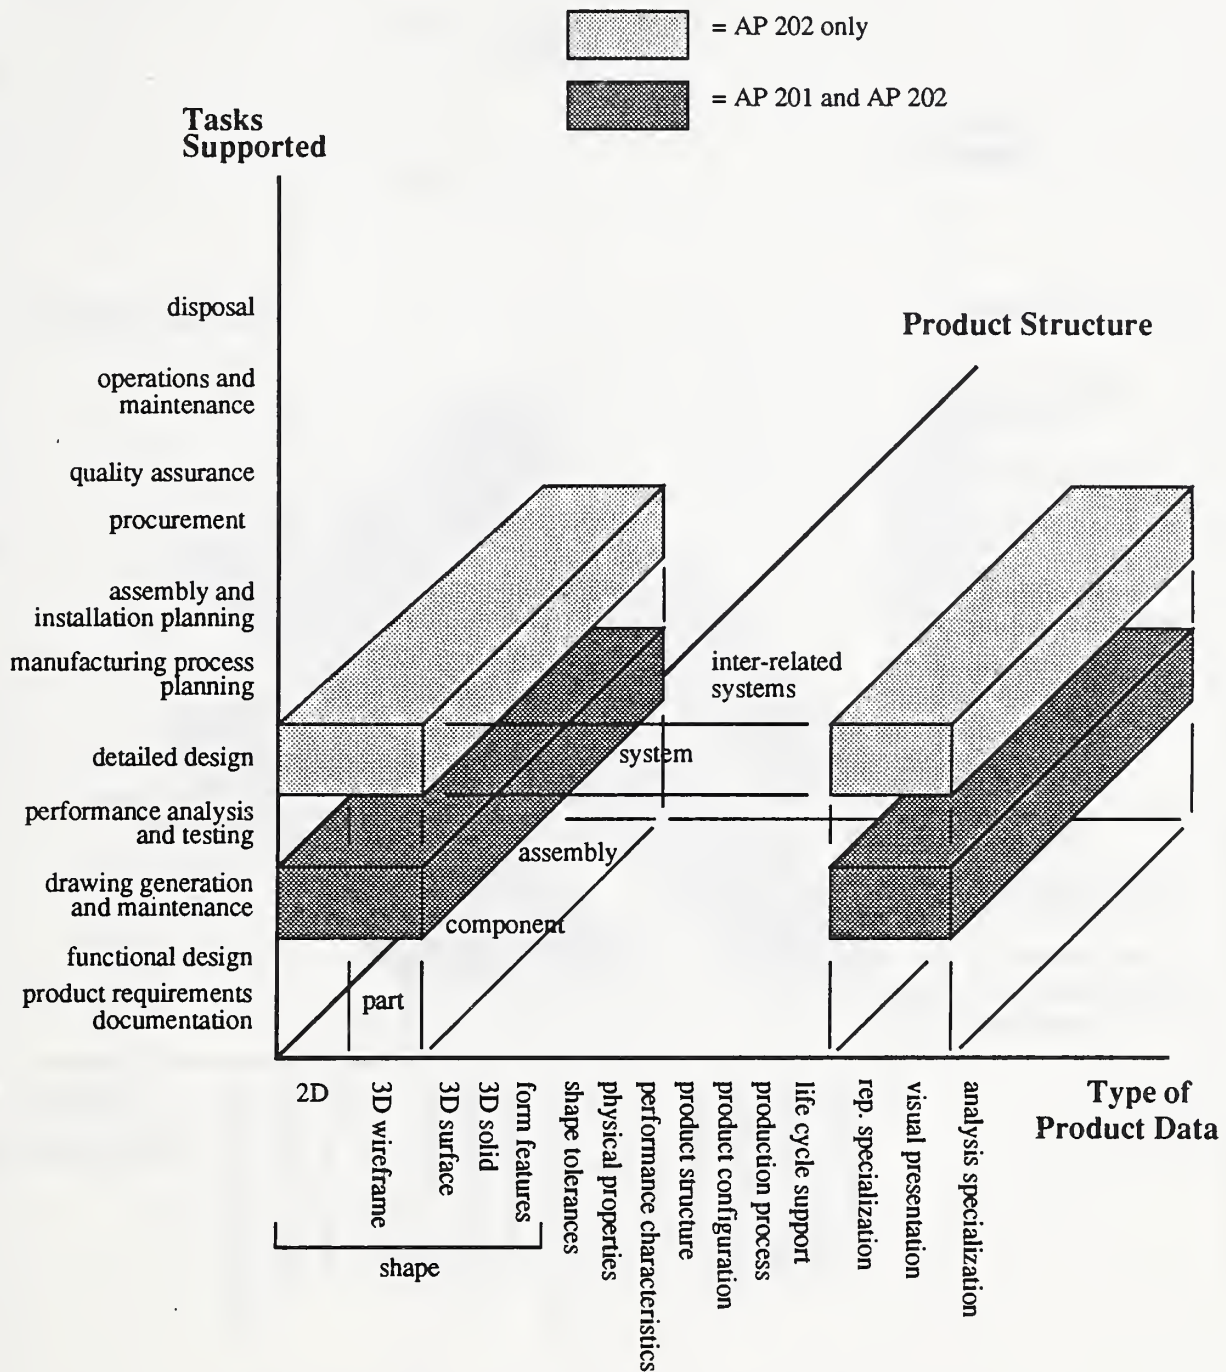 = AP 202 only
= AP 201 and AP 202
Tasks
Supported
disposal
operations and
maintenance
quality assurance
procurement
assembly and
installation planning
manufacturing process
planning
detailed design
performance analysis
and testing
drawing generation
and maintenance
functional design
product requirements
documentation
Product Structure
inter-related
systems
system
assembly
component
part
2D
3D wireframe
3D surface
3D solid
form features
shape tolerances
physical properties
performance characteristics
product structure
product configuration
production process
life cycle support
rep. specialization
visual presentation
analysis specialization
Type of
Product Data
shape